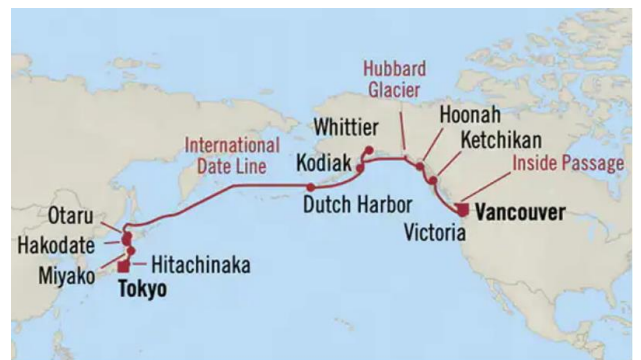 Hubbard
Glacier
Hoonah
Whittier
Ketchikan
International
Date Line
Kodiak
Inside Passage
Dutch Harbor
Vancouver
Otaru
Victoria
Hakodate
Miyako
Hitachinaka
Tokyo